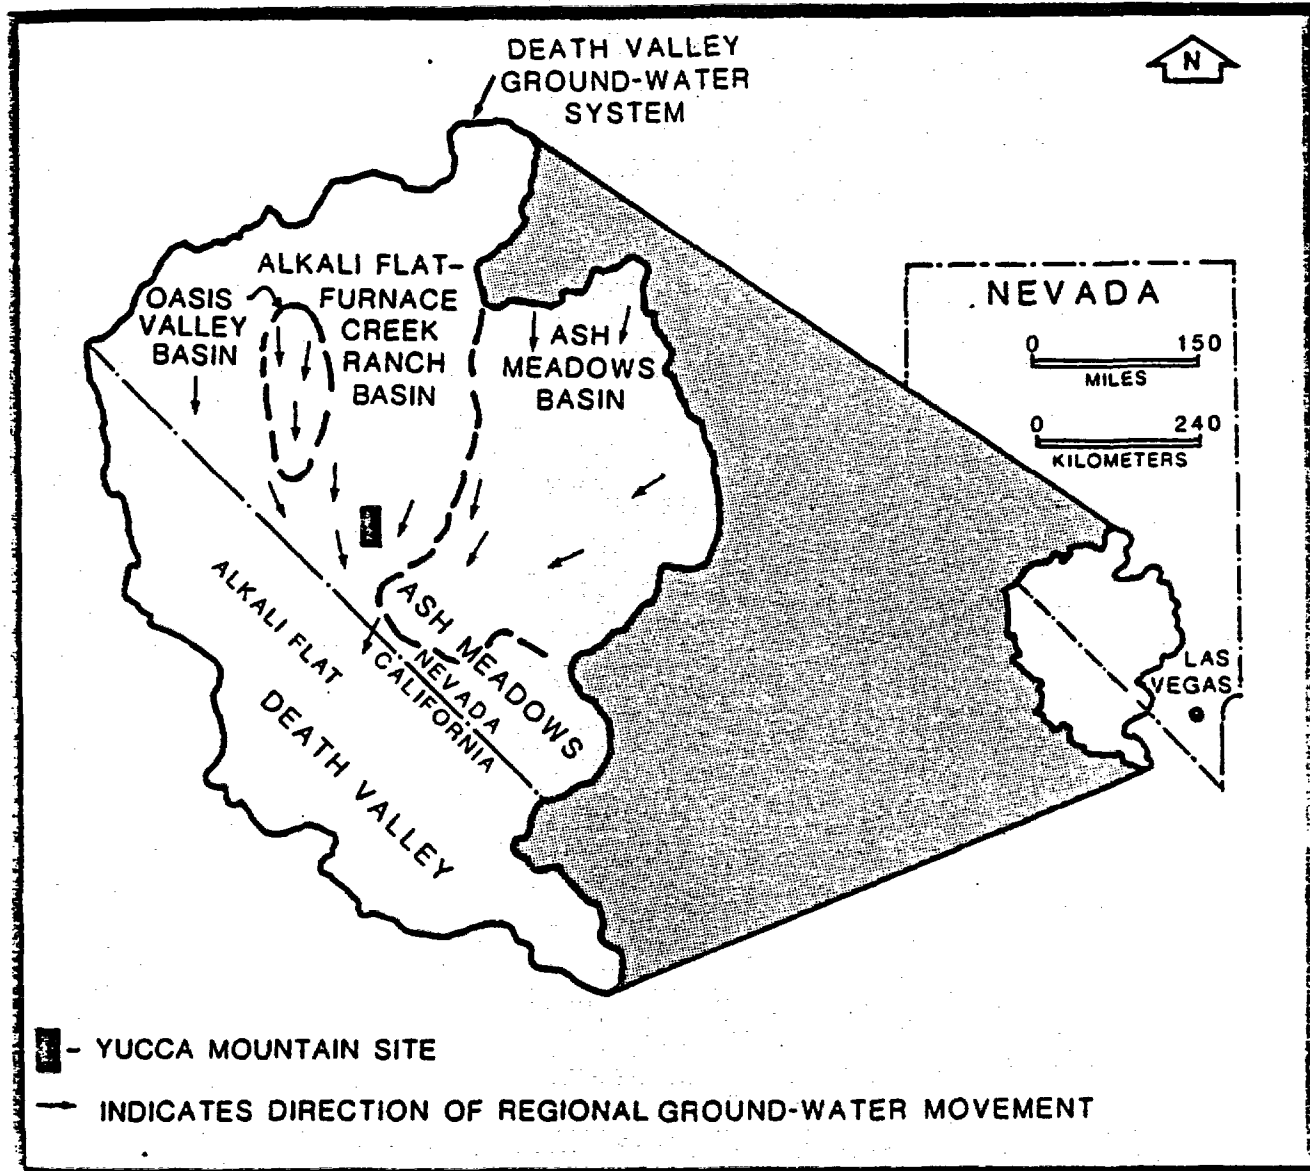 DEATH VALLEY
GROUND-WATER
SYSTEM
N
ALKALI FLAT-
FURNACE
CREEK
RANCH
BASIN
OASIS
VALLEY
BASIN
ASH
MEADOWS
BASIN
NEVADA
0 150
MILES
0 240
KILOMETERS
ASH MEADOWS
ALKALI FLAT
NEVADA
CALIFORNIA
DEATH VALLEY
LAS
VEGAS
- YUCCA MOUNTAIN SITE
INDICATES DIRECTION OF REGIONAL GROUND-WATER MOVEMENT